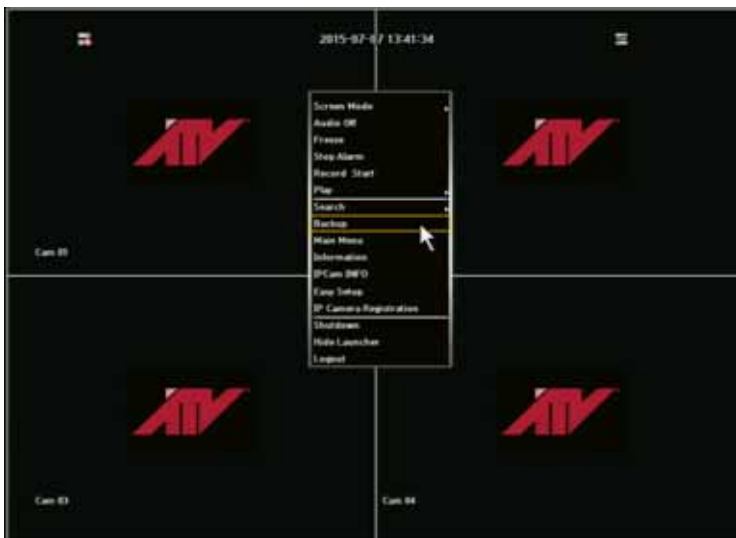 2015-07-07 13:41:34
ATV
ATV
Screen Mode
Audio Off
Freeze
Stop Alarm
Record Start
Play
Search
Backup
Main Menu
Information
IPCam INFO
Easy Setup
IP Camera Registration
Shutdown
Hide Launcher
Logout
Cam 01
ATV
ATV
Cam 03
Cam 04